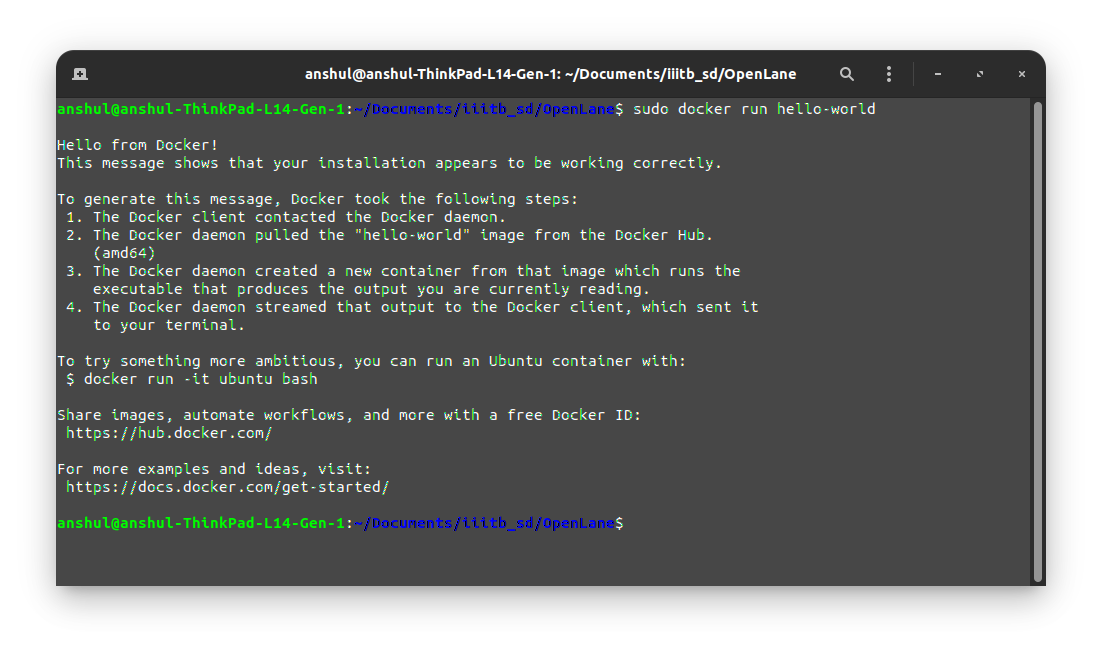 anshul@anshul-ThinkPad-L14-Gen-1: ~/Documents/iiitb_sd/OpenLane
anshul@anshul-ThinkPad-L14-Gen-1:~/Documents/iiitb_sd/OpenLane$ sudo docker run hello-world
Hello from Docker!
This message shows that your installation appears to be working correctly.
To generate this message, Docker took the following steps:
 1. The Docker client contacted the Docker daemon.
 2. The Docker daemon pulled the "hello-world" image from the Docker Hub.
    (amd64)
 3. The Docker daemon created a new container from that image which runs the
    executable that produces the output you are currently reading.
 4. The Docker daemon streamed that output to the Docker client, which sent it
    to your terminal.
To try something more ambitious, you can run an Ubuntu container with:
 $ docker run -it ubuntu bash
Share images, automate workflows, and more with a free Docker ID:
 https://hub.docker.com/
For more examples and ideas, visit:
 https://docs.docker.com/get-started/
anshul@anshul-ThinkPad-L14-Gen-1:~/Documents/iiitb_sd/OpenLane$